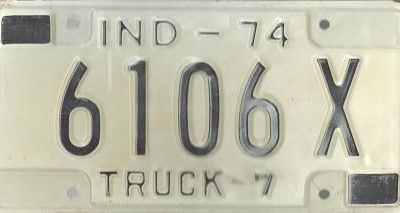 IND - 74
6106 X
TRUCK 7